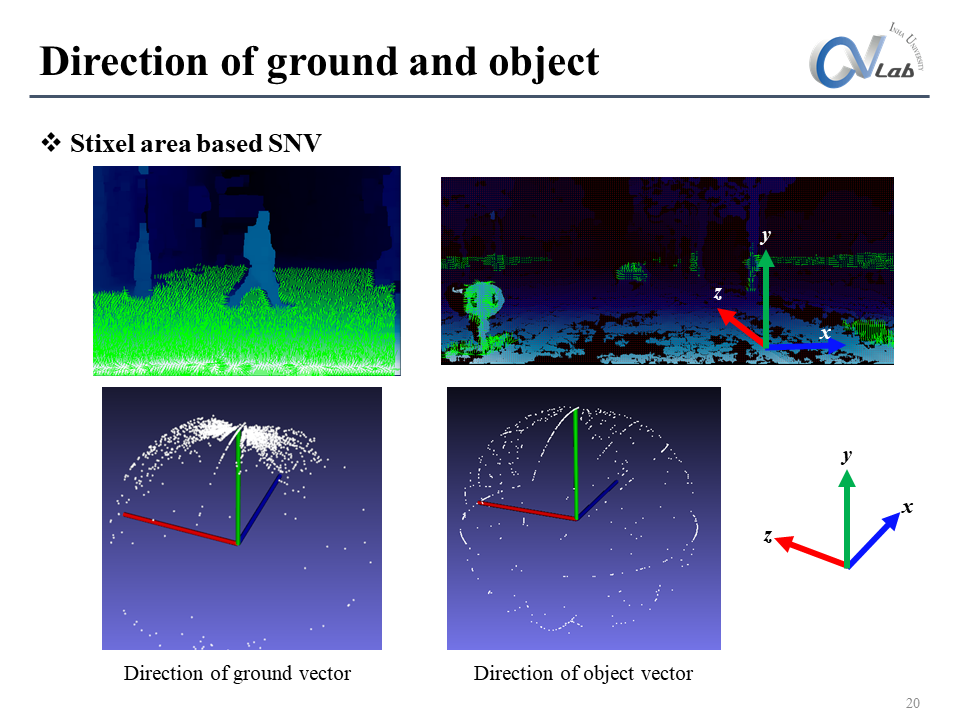 Direction of ground and object
INHA UNIVERSITY
CV Lab
❖ Stixel area based SNV
y
z
x
y
x
z
Direction of ground vector
Direction of object vector
20